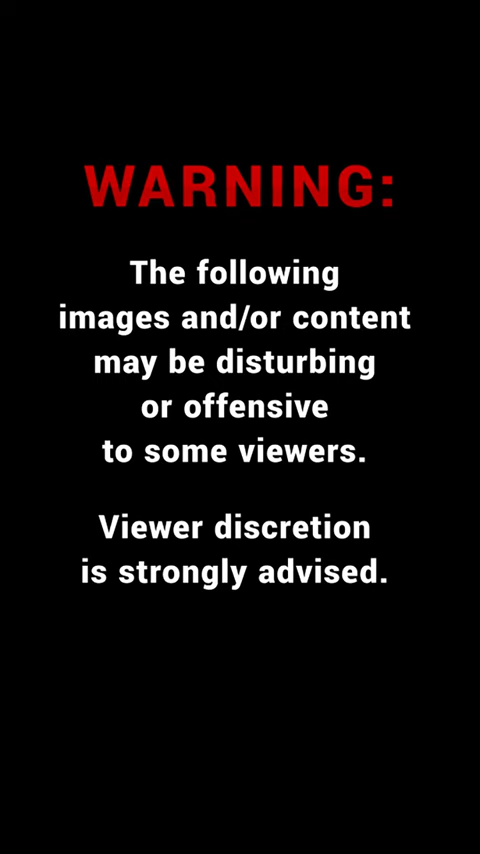 WARNING:
The following
images and/or content
may be disturbing
or offensive
to some viewers.
Viewer discretion
is strongly advised.